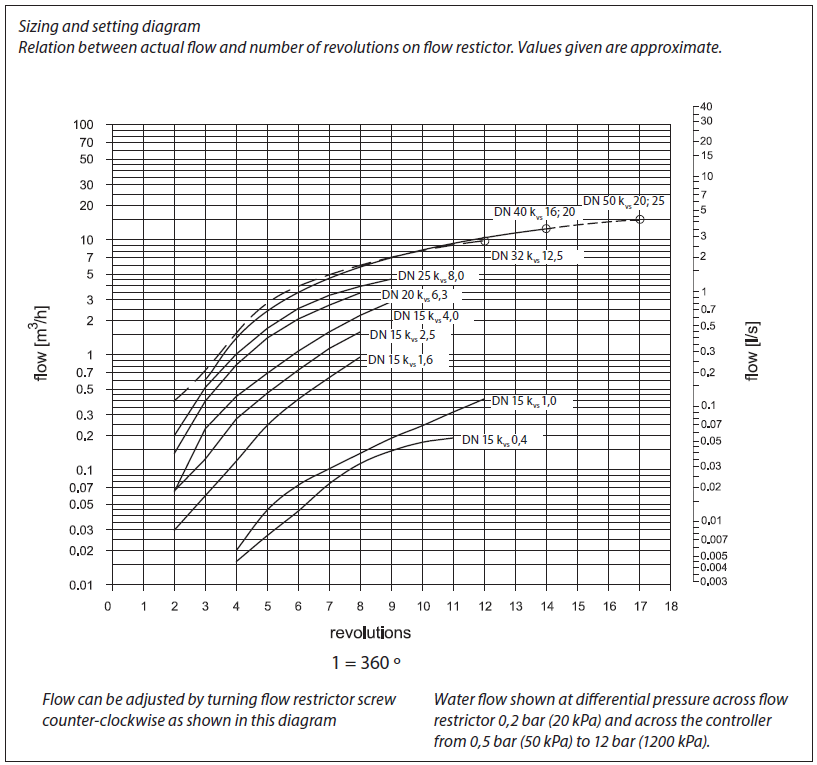 Sizing and setting diagram
Relation between actual flow and number of revolutions on flow restictor. Values given are approximate.
40
100
30
70
20
50
15
30
10
20
7
DN 50 kvs 20; 25
DN 40 kvs 16; 20
5
10
3
7
DN 32 kvs 12,5
2
5
DN 25 kvs 8,0
3
DN 20 kvs 6,3
1
2
DN 15 kvs 4,0
0.7
DN 15 kvs 2,5
0.5
1
DN 15 kvs 1,6
0.3
0.7
0.2
0.5
DN 15 kvs 1,0
0.1
0.3
0.07
0.2
DN 15 kvs 0,4
0.05
0.1
0.03
0.07
0.02
0.05
0.03
0.01
0.02
0.007
0.005
0.004
0.01
0.003
flow [m³/h]
flow [l/s]
0 1 2 3 4 5 6 7 8 9 10 11 12 13 14 15 16 17 18
revolutions
1 = 360 º
Flow can be adjusted by turning flow restrictor screw
counter-clockwise as shown in this diagram
Water flow shown at differential pressure across flow
restrictor 0,2 bar (20 kPa) and across the controller
from 0,5 bar (50 kPa) to 12 bar (1200 kPa).